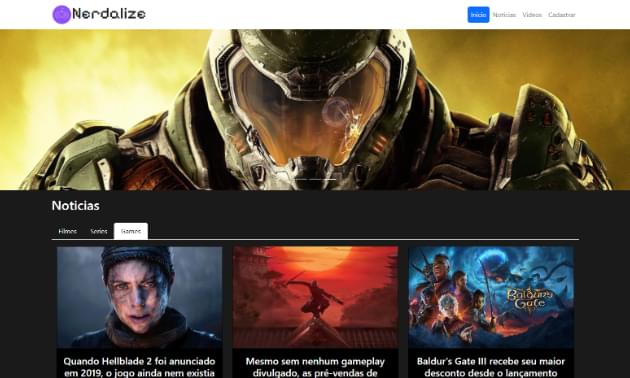 Nerdalize
Início Notícias Vídeos Cadastrar
Noticias
Filmes Series Games
Baldur's Gate
Quando Hellblade 2 foi anunciado
em 2019, o jogo ainda nem existia
Mesmo sem nenhum gameplay
divulgado, as pré-vendas de
Baldur's Gate III recebe seu maior
desconto desde o lançamento